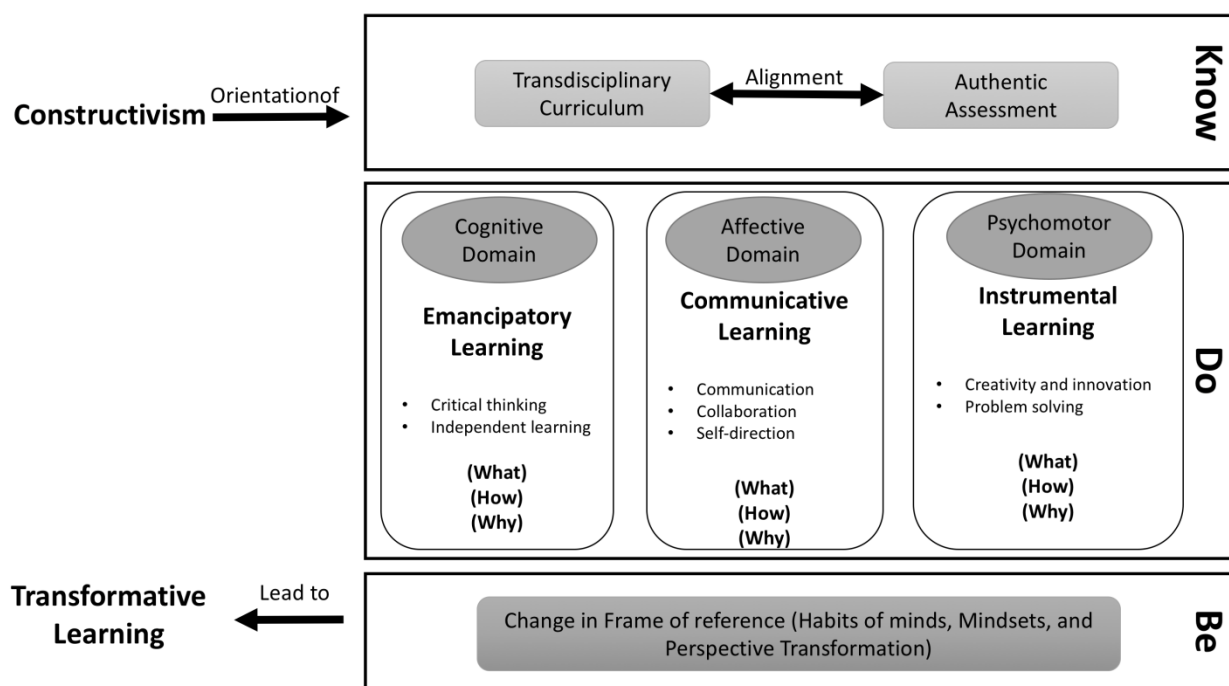 Know
Constructivism
Orientationof
Transdisciplinary
Curriculum
Alignment
Authentic
Assessment
Do
Cognitive
Domain
Emancipatory
Learning
• Critical thinking
• Independent learning
(What)
(How)
(Why)
Affective
Domain
Communicative
Learning
• Communication
• Collaboration
• Self-direction
(What)
(How)
(Why)
Psychomotor
Domain
Instrumental
Learning
• Creativity and innovation
• Problem solving
(What)
(How)
(Why)
Transformative
Learning
Lead to
Change in Frame of reference (Habits of minds, Mindsets, and
Perspective Transformation)
Be